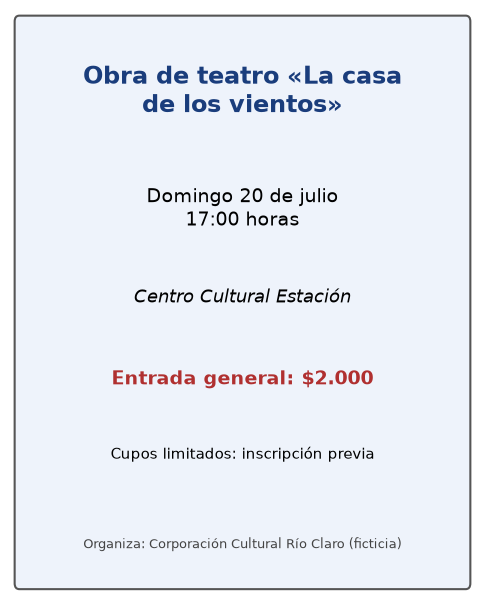 Obra de teatro «La casa
de los vientos»
Domingo 20 de julio
17:00 horas
Centro Cultural Estación
Entrada general: $2.000
Cupos limitados: inscripción previa
Organiza: Corporación Cultural Río Claro (ficticia)